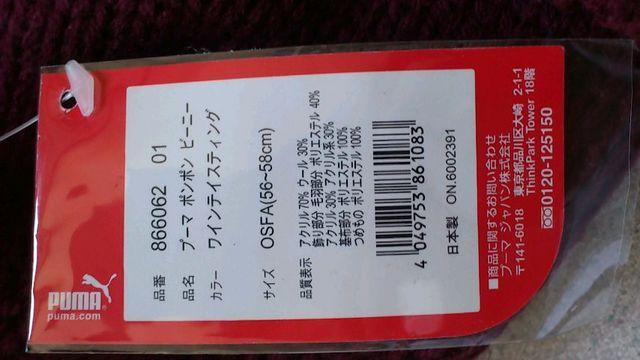 品番 866062 01
品名 プーマ ポンポン ビーニー
カラー ワインテイスティング
サイズ OSFA(56~58cm)
品質表示 アクリル 70% ウール 30%
飾り部分 毛羽部分 ポリエステル 40%
アクリル 30% アクリル系 30%
基布部分 ポリエステル 100%
つめもの ポリエステル 100%
4 049753 861083
日本製 ON.6002391
■商品に関するお問い合わせ
プーマ ジャパン株式会社
〒141-6018 東京都品川区大崎 2-1-1
ThinkPark Tower 18階
0120-125150
PUMA
puma.com